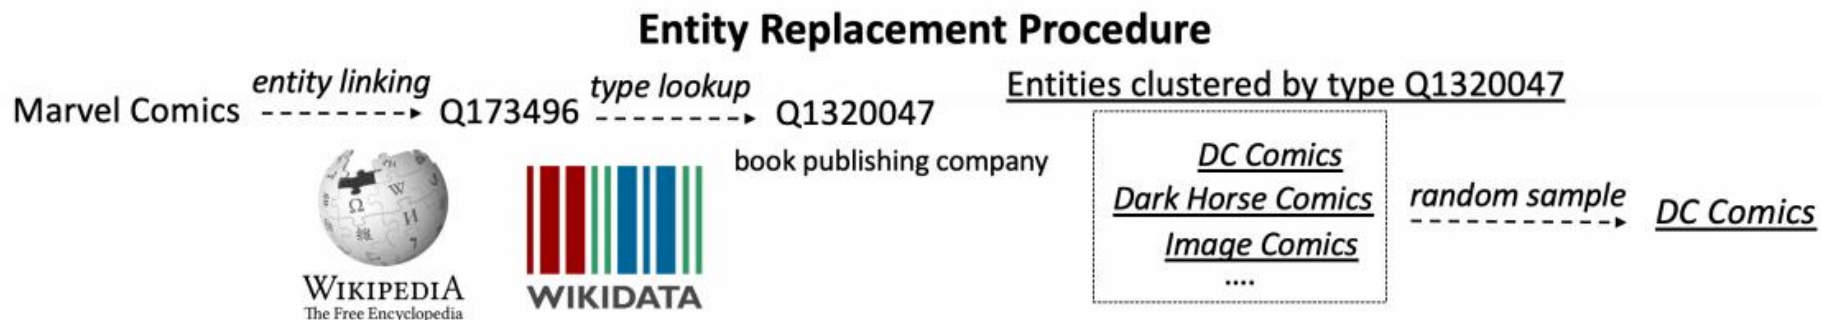 Entity Replacement Procedure
Marvel Comics
entity linking
Q173496
type lookup
Q1320047
book publishing company
WIKIPEDIA
The Free Encyclopedia
WIKIDATA
Entities clustered by type Q1320047
DC Comics
Dark Horse Comics
Image Comics
....
random sample
DC Comics